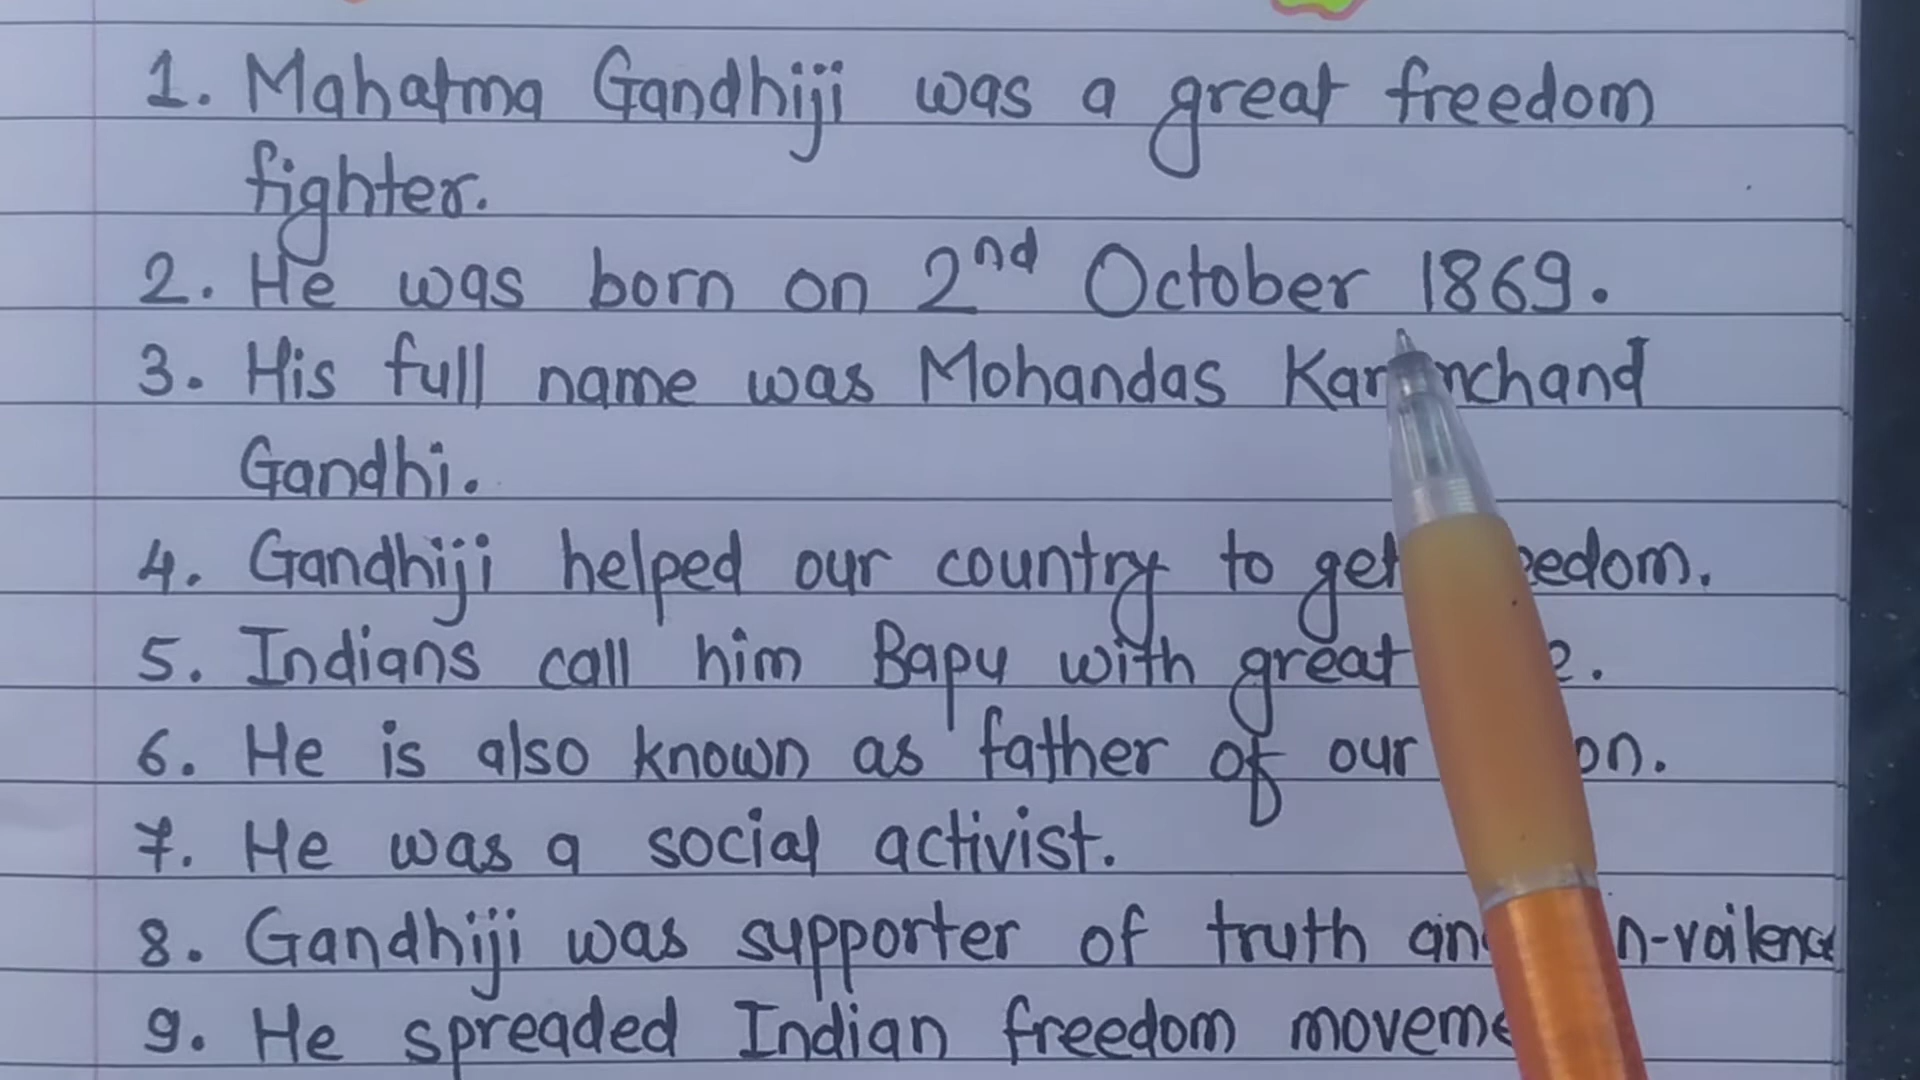 1. Mahatma Gandhiji was a great freedom
fighter.
2. He was born on 2nd October 1869.
3. His full name was Mohandas
Gandhi.
4. Gandhiji helped our country to get
5. Indians call him Bapu with great
6. He is also known as father of our
7. He was a social activist.
8. Gandhiji was supporter of truth
9. He spreaded Indian freedom